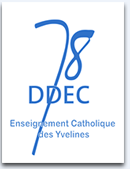 78
DDEC
Enseignement Catholique
des Yvelines